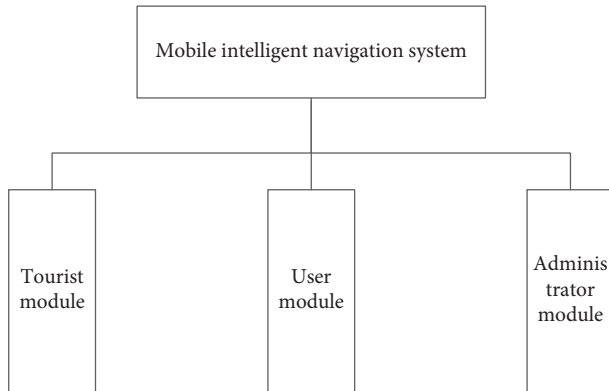 Mobile intelligent navigation system
Tourist
module
User
module
Adminis
trator
module